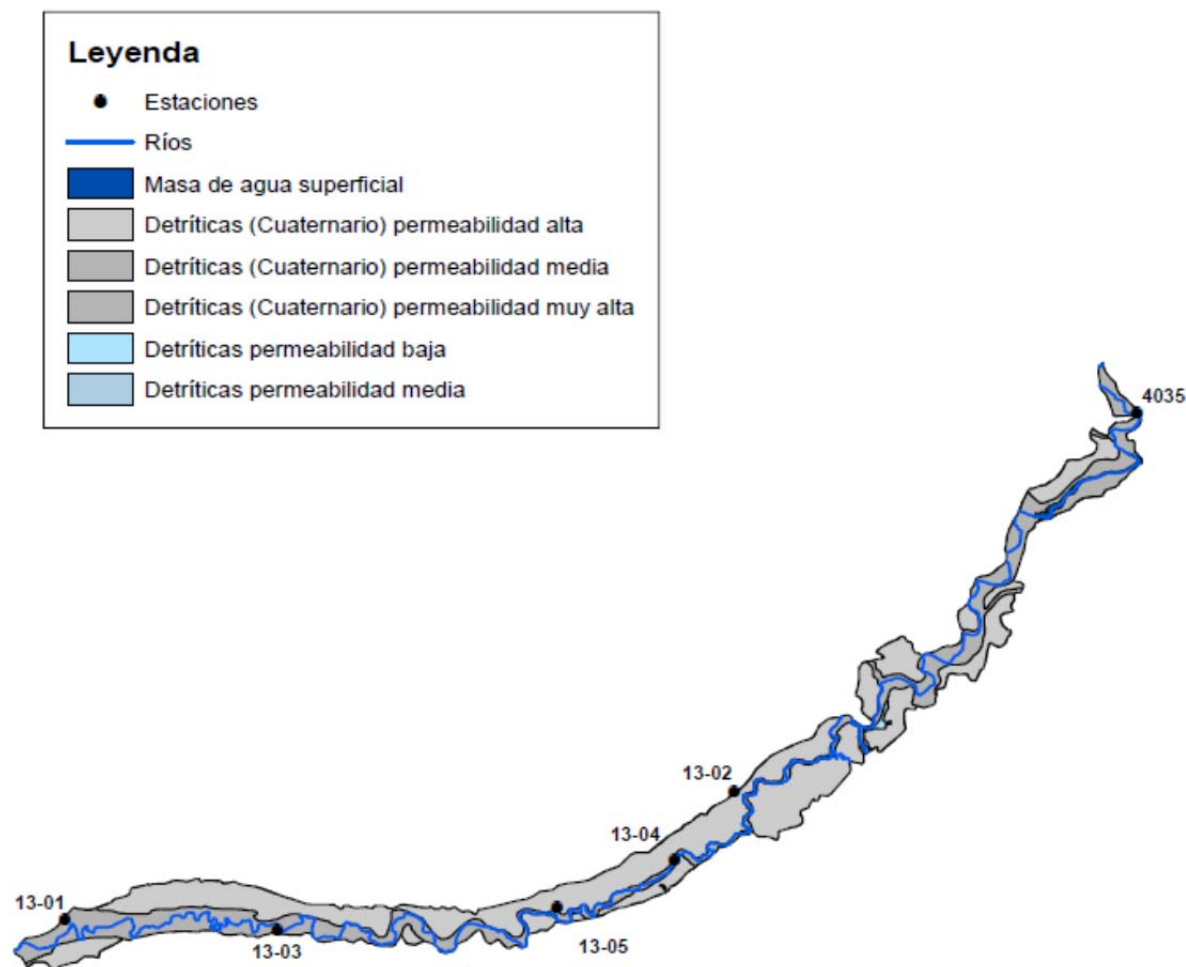 Leyenda
Estaciones
Ríos
Masa de agua superficial
Detríticas (Cuaternario) permeabilidad alta
Detríticas (Cuaternario) permeabilidad media
Detríticas (Cuaternario) permeabilidad muy alta
Detríticas permeabilidad baja
Detríticas permeabilidad media
4035
13-02
13-04
13-01
13-03
13-05